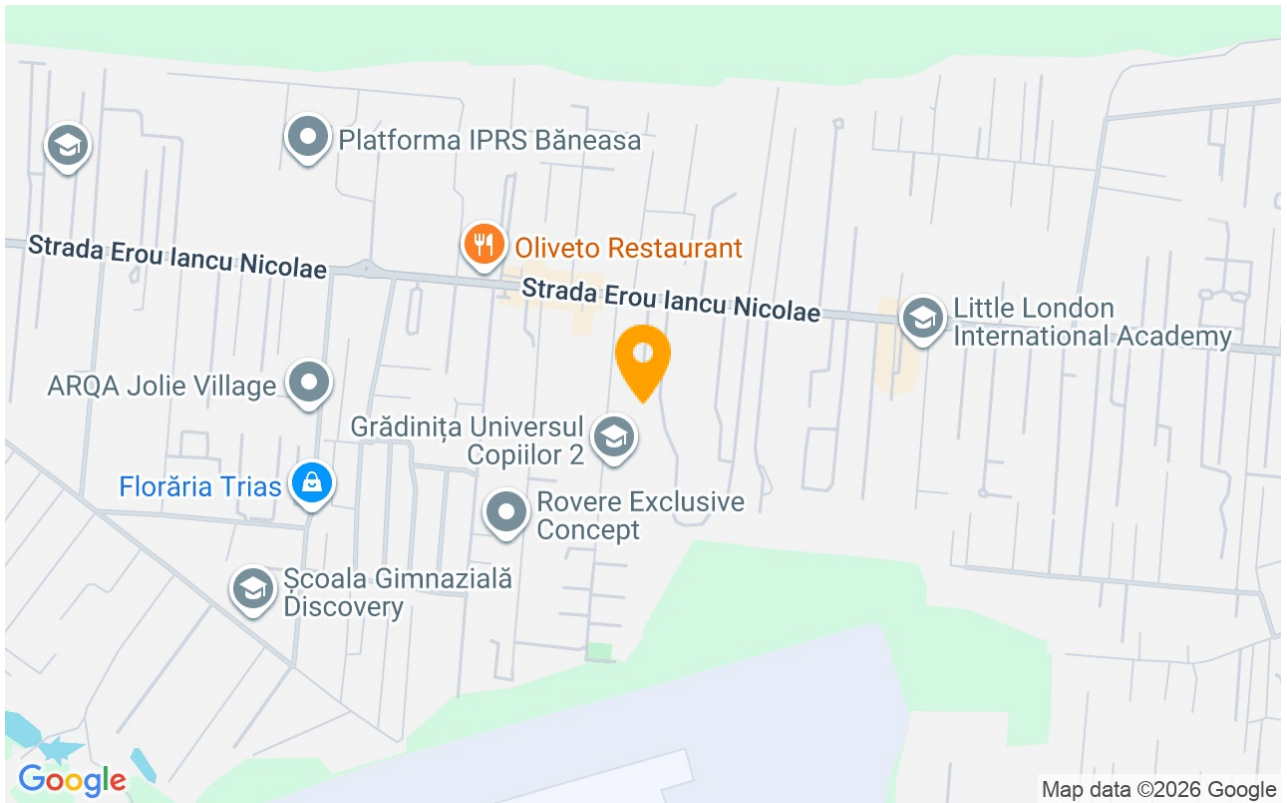 Platforma IPRS Băneasa
Strada Erou Iancu Nicolae
Oliveto Restaurant
Strada Erou Iancu Nicolae
Little London
International Academy
ARQA Jolie Village
Grădinița Universul
Copiilor 2
Florăria Trias
Rovere Exclusive
Concept
Școala Gimnazială
Discovery
Google
Map data ©2026 Google